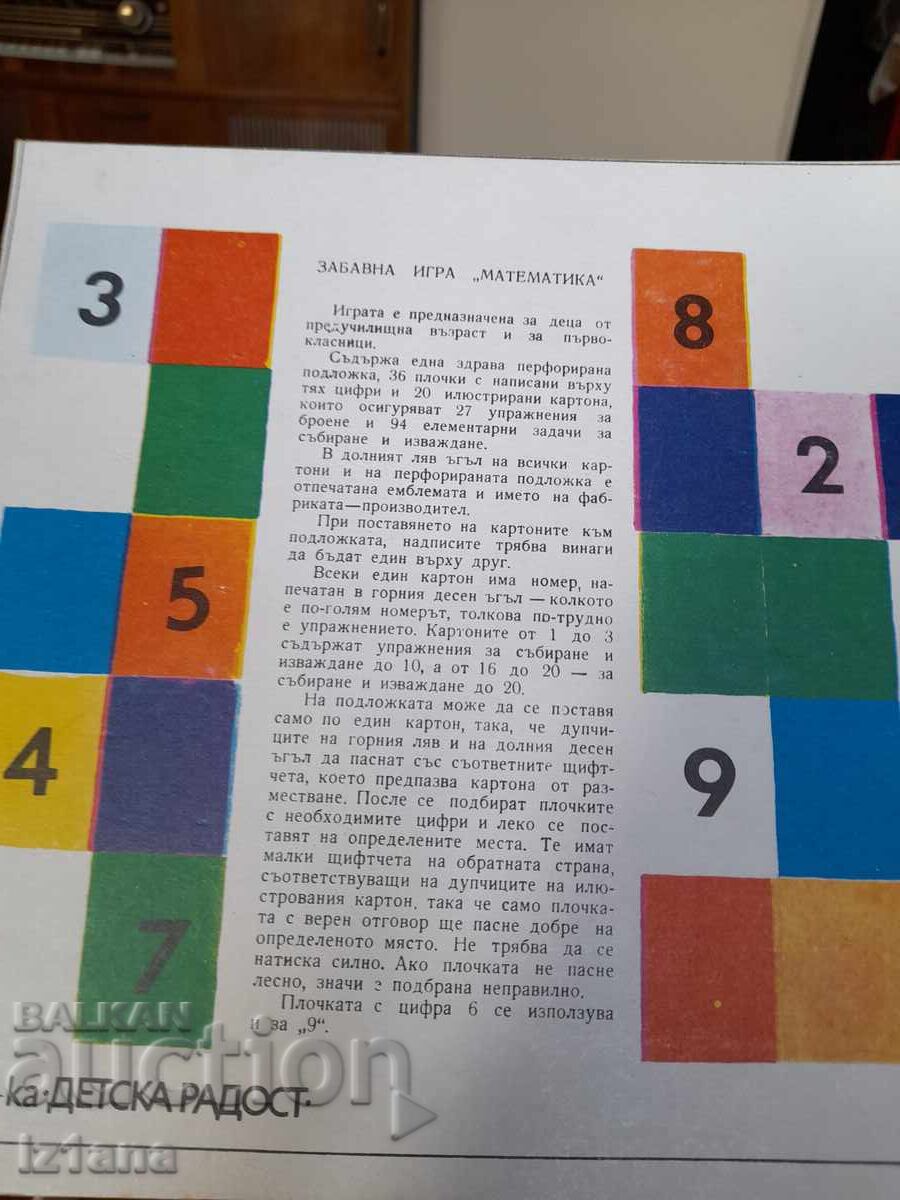 ЗАБАВНА ИГРА „МАТЕМАТИКА“
Играта е предназначена за деца от
предучилищна възраст и за първо-
класници.
Съдържа една здрава перфорирана
подложка, 36 плочки с написани върху
тях цифри и 20 илюстрирани картона,
които осигуряват 27 упражнения за
броене и 94 елементарни задачи за
събиране и изваждане.
В долният ляв ъгъл на всички кар-
тони и на перфорираната подложка е
отпечатана емблемата и името на фаб-
риката—производител.
При поставянето на картоните към
подложката, надписите трябва винаги
да бъдат един върху друг.
Всеки един картон има номер, на-
печатан в горния десен ъгъл — колкото
е по-голям номерът, толкова по-трудно
е упражнението. Картоните от 1 до 3
съдържат упражнения за събиране и
изваждане до 10, а от 16 до 20 — за
събиране и изваждане до 20.
На подложката може да се поставя
само по един картон, така, че дупчи-
ците на горния ляв и на долния десен
ъгъл да паснат със съответните щифт-
чета, което предпазва картона от раз-
местване. После се подбират плочките
с необходимите цифри и леко се пос-
тавят на определените места. Те имат
малки щифтчета на обратната страна,
съответствуващи на дупчиците на илю-
стрования картон, така че само плочка-
та с верен отговор ще пасне добре на
определеното място. Не трябва да се
натиска силно. Ако плочката не пасне
лесно, значи е подбрана неправилно.
Плочката с цифра 6 се използува
и за „9“.
3
5
4
7
8
2
9
ка·ДЕТСКА РАДОСТ·
BALKAN
auction
iz1ana